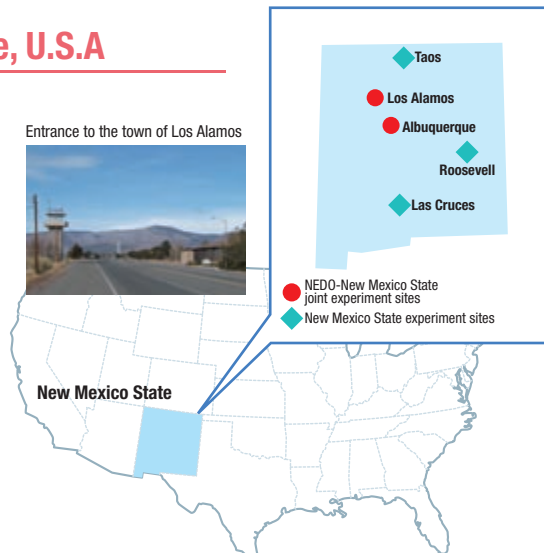 e, U.S.A
Entrance to the town of Los Alamos
Taos
Los Alamos
Albuquerque
Roosevell
Las Cruces
NEDO-New Mexico State
joint experiment sites
New Mexico State experiment sites
New Mexico State